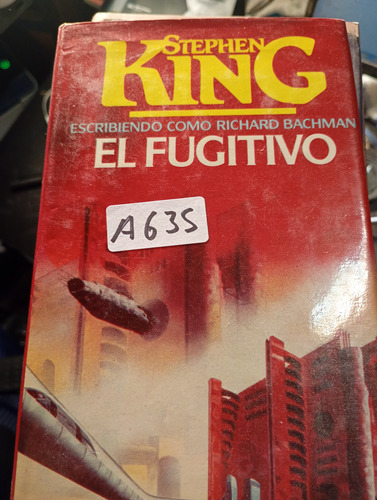 STEPHEN
KING
ESCRIBIENDO COMO RICHARD BACHMAN
EL FUGITIVO
A635